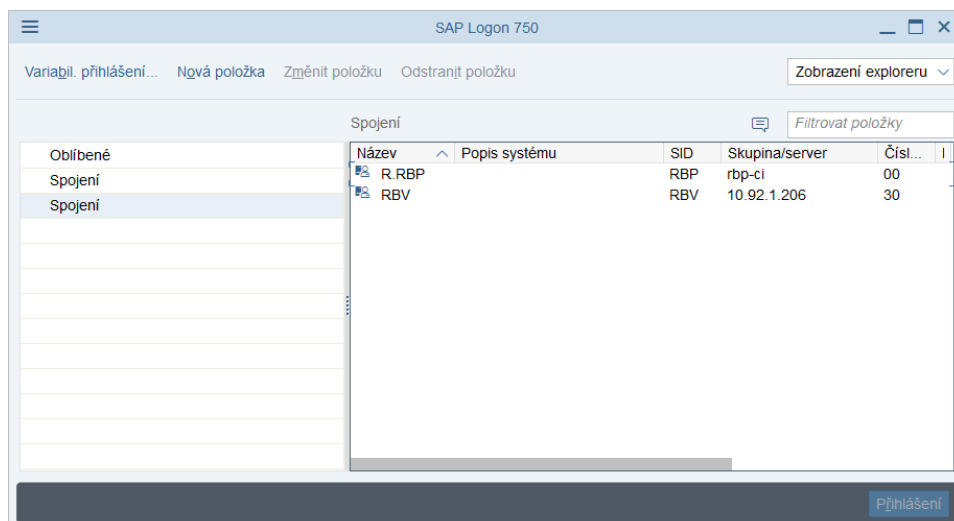 SAP Logon 750
Variabil. přihlášení... Nová položka Změnit položku Odstranit položku Zobrazení exploreru
Spojení Filtrovat položky
Oblíbené
Spojení
Spojení
Název Popis systému SID Skupina/server Čísl... I
R.RBP RBP rbp-ci 00
RBV RBV 10.92.1.206 30
Přihlášení